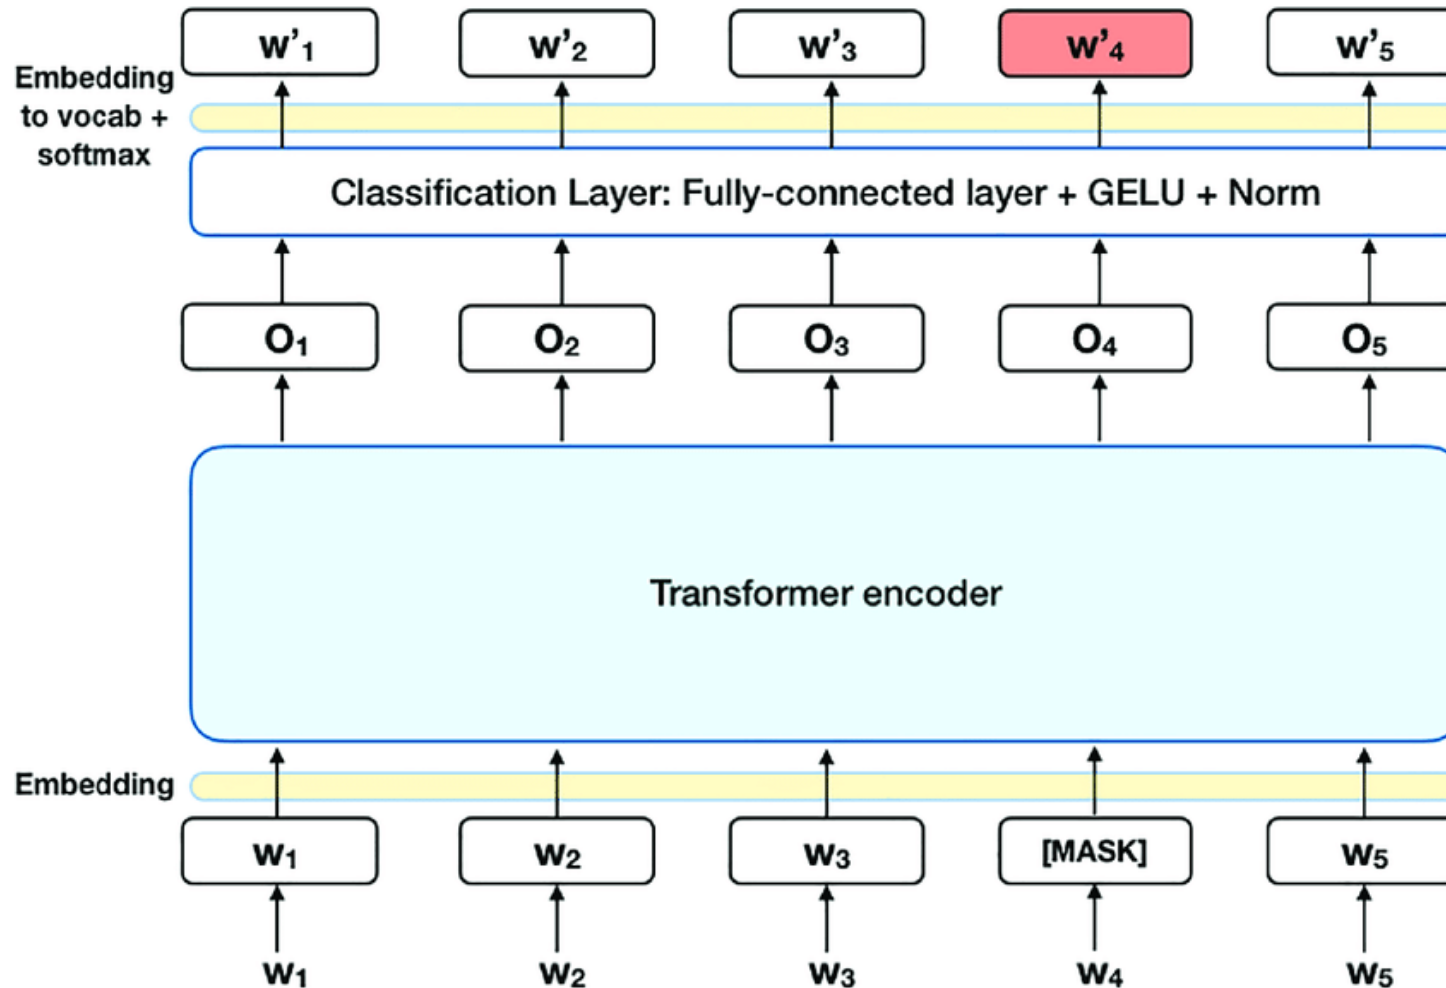 w’₁ w’₂ w’₃ w’₄ w’₅
Embedding
to vocab +
softmax
Classification Layer: Fully-connected layer + GELU + Norm
O₁ O₂ O₃ O₄ O₅
Transformer encoder
Embedding
w₁ w₂ w₃ [MASK] w₅
w₁ w₂ w₃ w₄ w₅